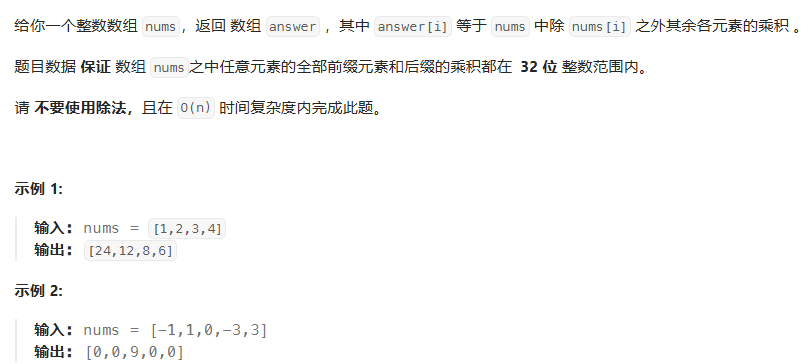 给你一个整数数组 nums，返回 数组 answer ，其中 answer[i] 等于 nums 中除 nums[i] 之外其余各元素的乘积 。
题目数据 保证 数组 nums之中任意元素的全部前缀元素和后缀的乘积都在 32 位 整数范围内。
请 不要使用除法，且在 O(n) 时间复杂度内完成此题。
示例 1:
输入: nums = [1,2,3,4]
输出: [24,12,8,6]
示例 2:
输入: nums = [-1,1,0,-3,3]
输出: [0,0,9,0,0]